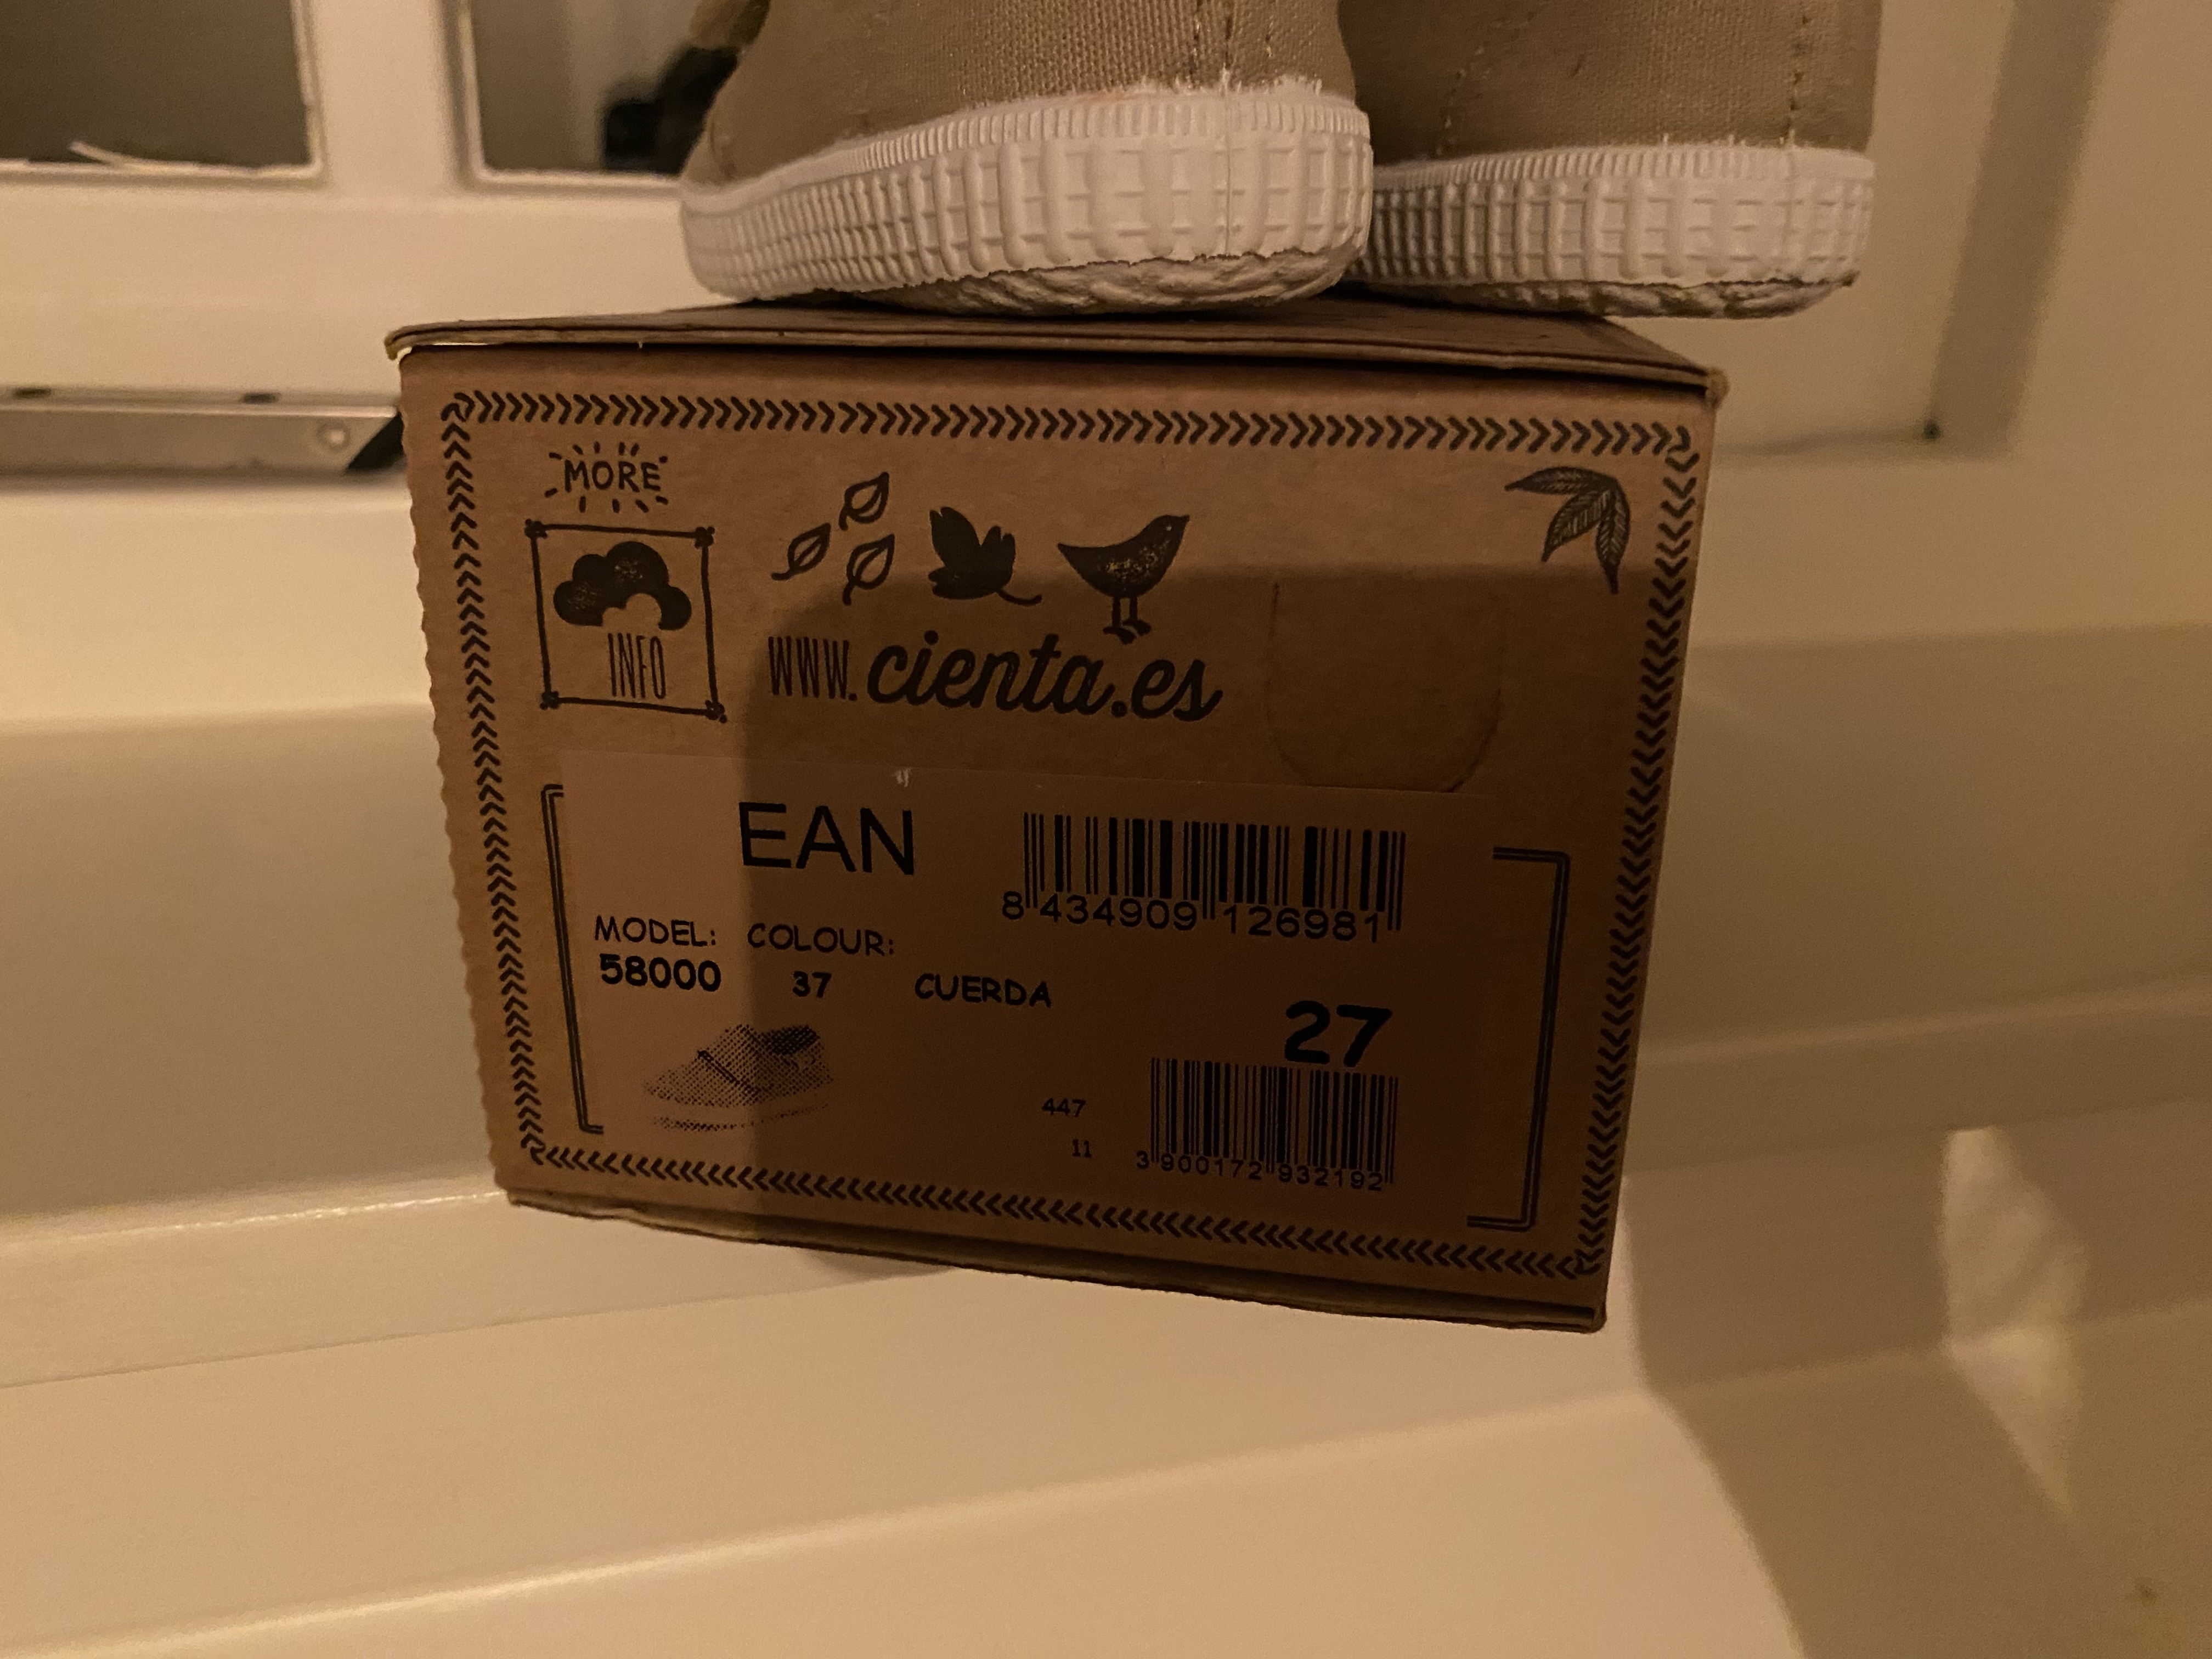 MORE
INFO
www.cienta.es
EAN
8 434909 126981
MODEL: COLOUR:
58000 37 CUERDA
27
447
11
3 900172 932192